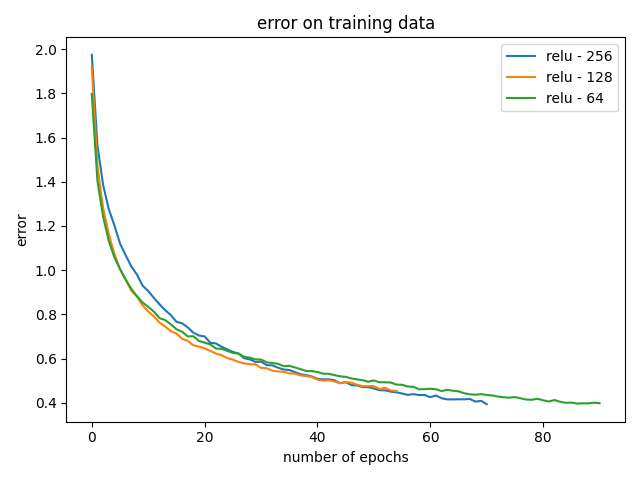 error on training data
relu - 256
relu - 128
relu - 64
error
2.0
1.8
1.6
1.4
1.2
1.0
0.8
0.6
0.4
0 20 40 60 80
number of epochs